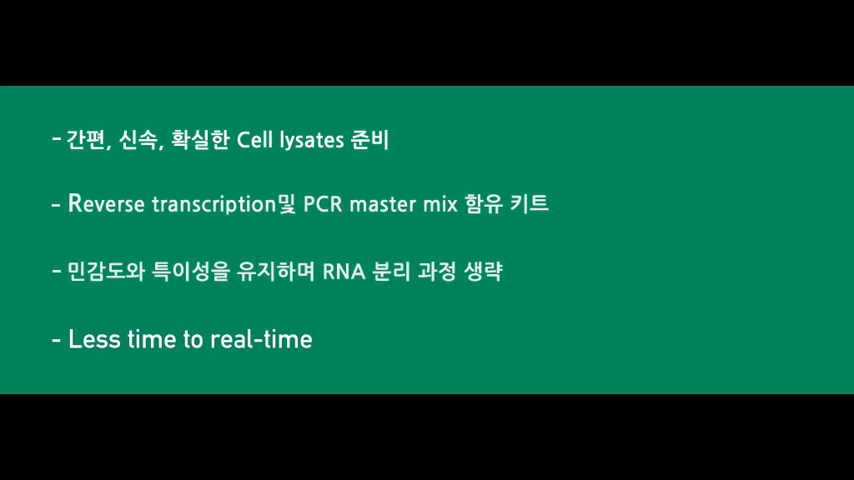 - 간편, 신속, 확실한 Cell lysates 준비
- Reverse transcription및 PCR master mix 함유 키트
- 민감도와 특이성을 유지하며 RNA 분리 과정 생략
- Less time to real-time